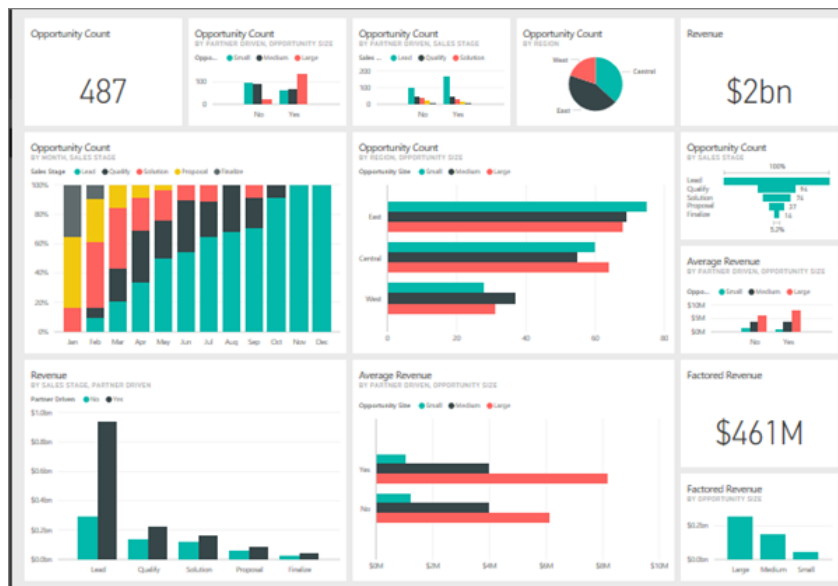 Opportunity Count
487
Opportunity Count
BY PARTNER DRIVEN, OPPORTUNITY SIZE
Oppo... Small Medium Large
100
0
No Yes
Opportunity Count
BY PARTNER DRIVEN, SALES STAGE
Sales ... Lead Qualify Solution
200
100
0
No Yes
Opportunity Count
BY REGION
West
Central
East
Revenue
$2bn
Opportunity Count
BY MONTH, SALES STAGE
Sales Stage Lead Qualify Solution Proposal Finalize
100%
80%
60%
40%
20%
0%
Jan Feb Mar Apr May Jun Jul Aug Sep Oct Nov Dec
Opportunity Count
BY REGION, OPPORTUNITY SIZE
Opportunity Size Small Medium Large
East
Central
West
0 20 40 60 80
Opportunity Count
BY SALES STAGE
100%
Lead
Qualify 94
Solution 76
Proposal 37
Finalize 14
5.2%
Average Revenue
BY PARTNER DRIVEN, OPPORTUNITY SIZE
Oppo... Small Medium Large
$10M
$5M
$0M
No Yes
Revenue
BY SALES STAGE, PARTNER DRIVEN
Partner Driven No Yes
$1.0bn
$0.8bn
$0.6bn
$0.4bn
$0.2bn
$0.0bn
Lead Qualify Solution Proposal Finalize
Average Revenue
BY PARTNER DRIVEN, OPPORTUNITY SIZE
Opportunity Size Small Medium Large
Yes
No
$0M $2M $4M $6M $8M $10M
Factored Revenue
$461M
Factored Revenue
BY OPPORTUNITY SIZE
$0.2bn
$0.0bn
Large Medium Small